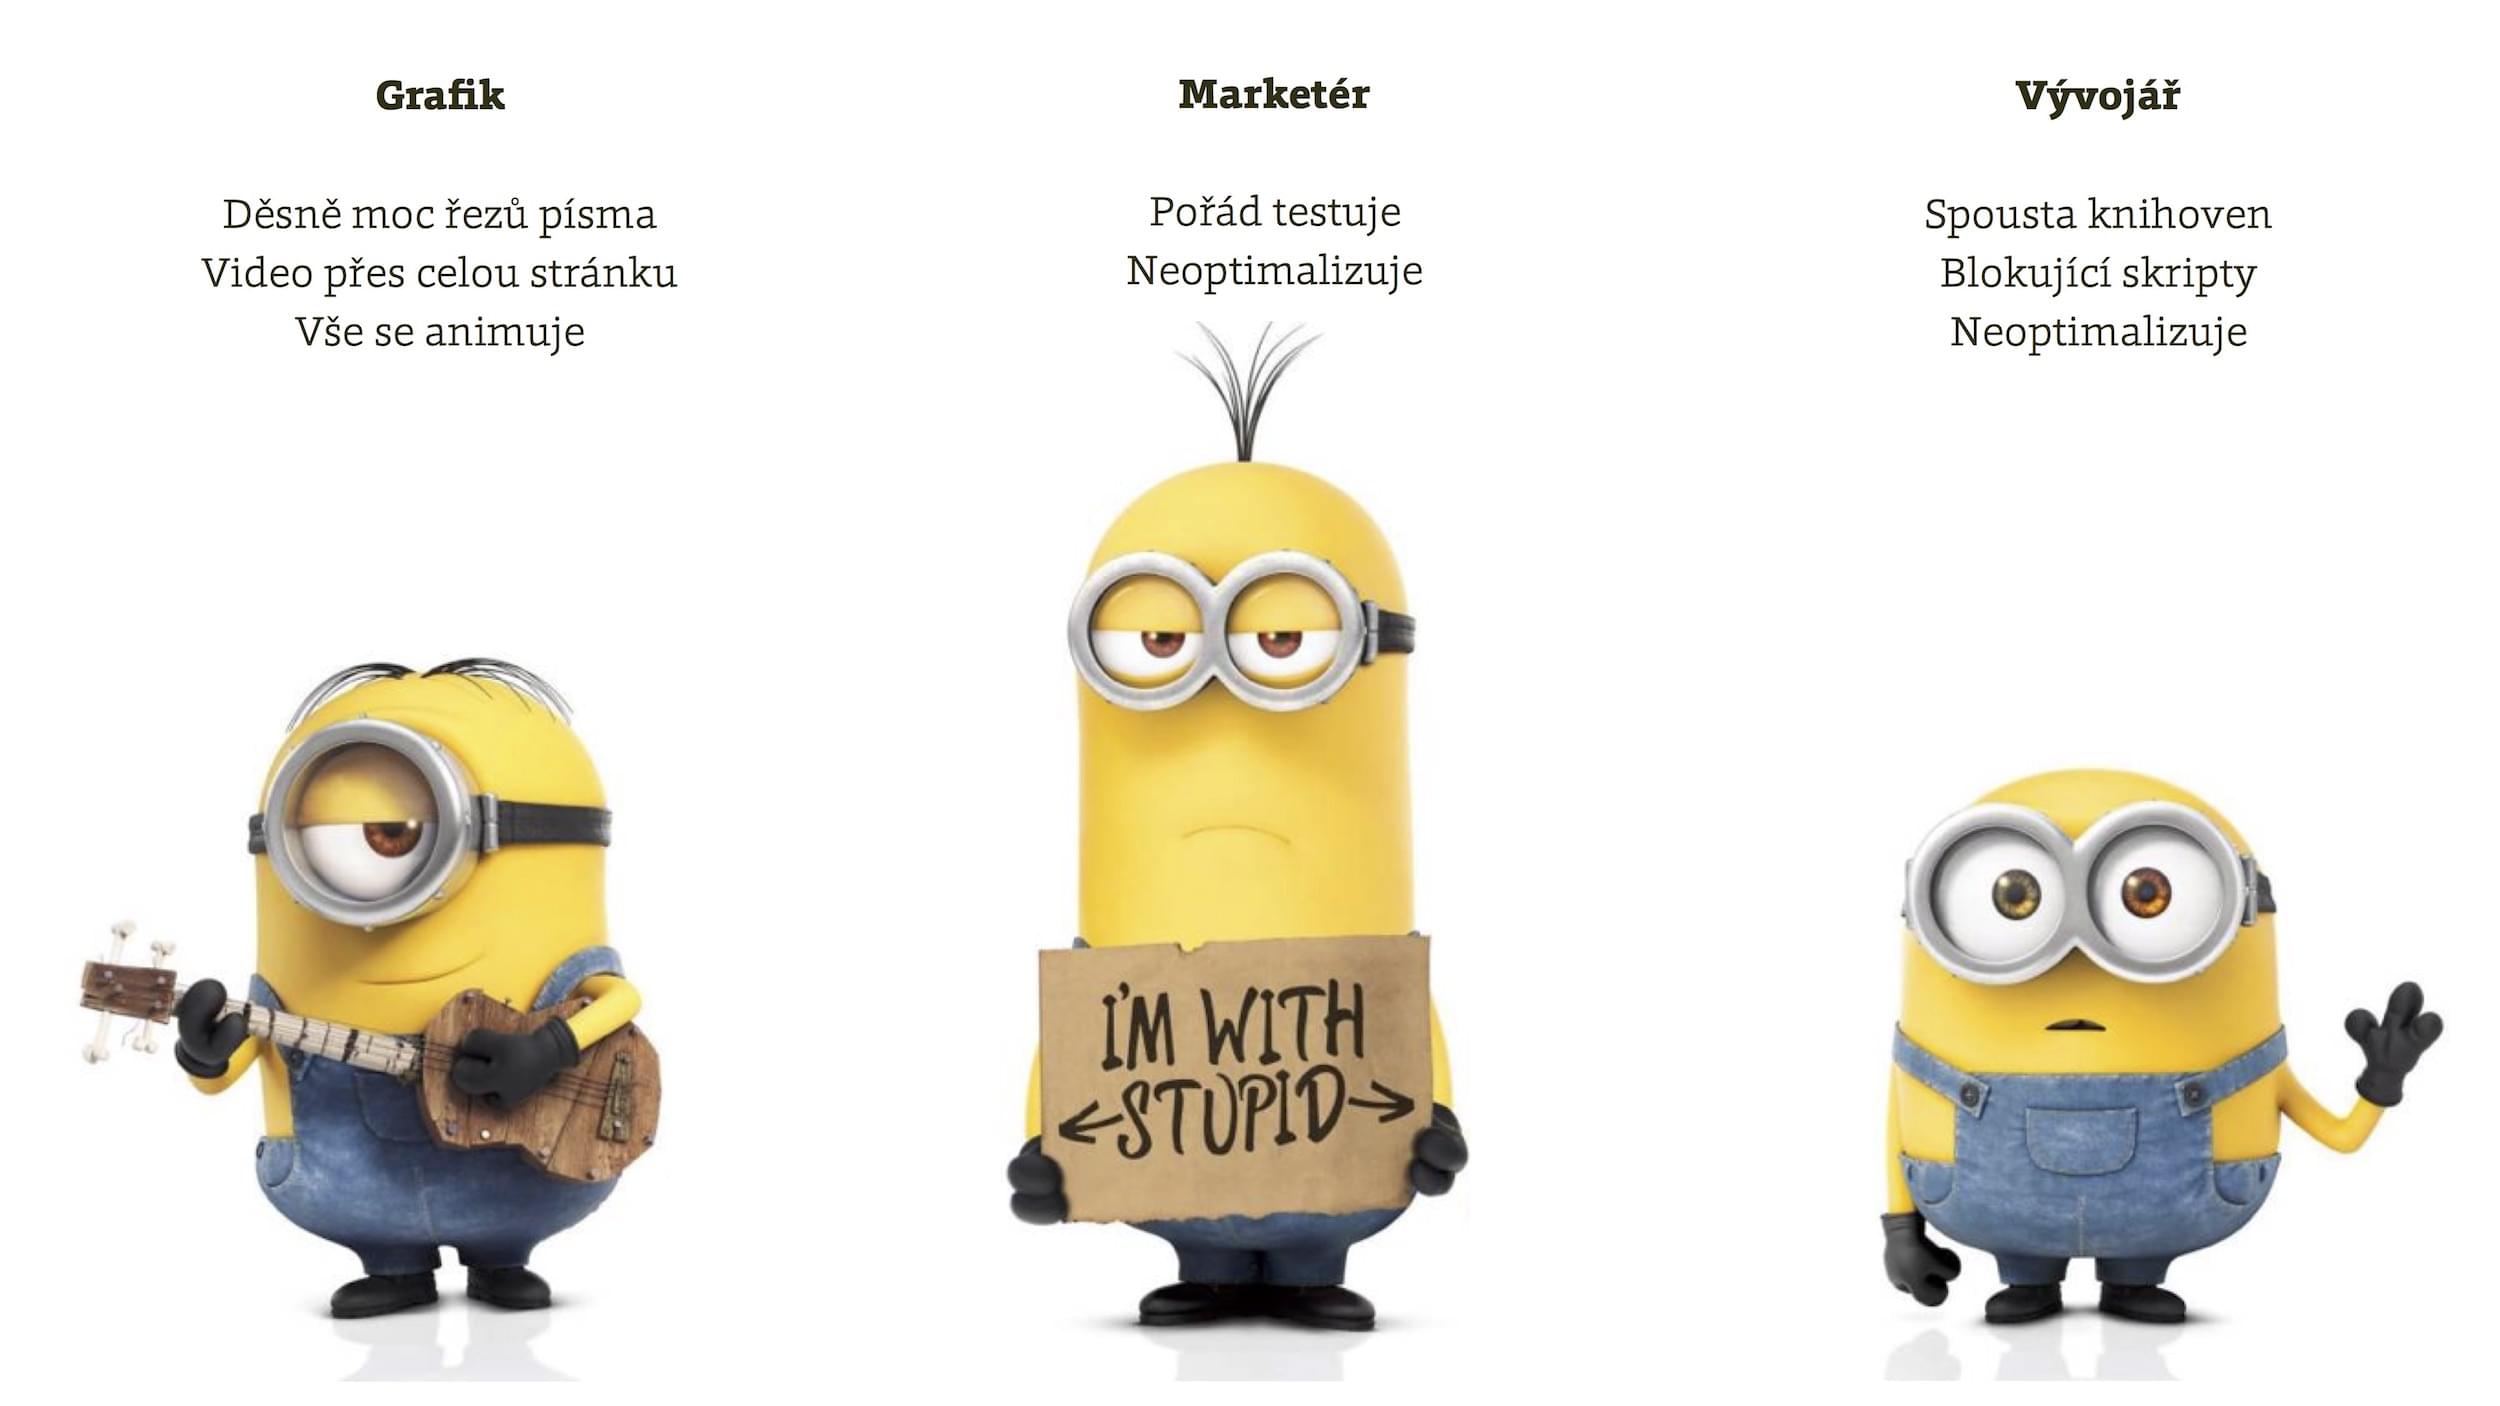 Grafik
Děsně moc řezů písma
Video přes celou stránku
Vše se animuje
Marketér
Pořád testuje
Neoptimalizuje
I'M WITH
STUPID
Vývojář
Spousta knihoven
Blokující skripty
Neoptimalizuje